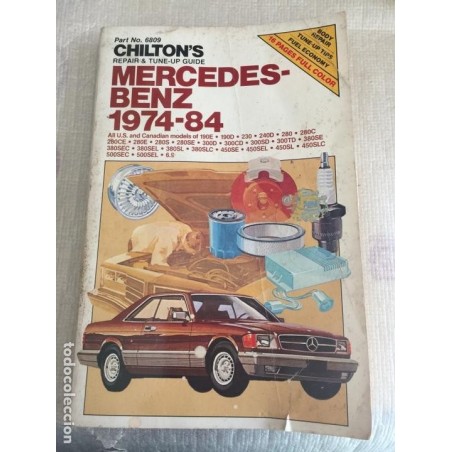 Part No. 6809
CHILTON'S
REPAIR & TUNE-UP GUIDE
MERCEDES-
BENZ
1974-84
All U.S. and Canadian models of 190E • 190D • 230 • 240D • 280 • 280C
280CE • 280E • 280S • 280SE • 300D • 300CD • 300SD • 300TD • 380SE
380SEC • 380SEL • 380SL • 380SLC • 450SE • 450SEL • 450SL • 450SLC
500SEC • 500SEL • 6.9
BODY
REPAIR
TUNE-UP TIPS
FUEL ECONOMY
16 PAGES FULL COLOR
todocoleccion